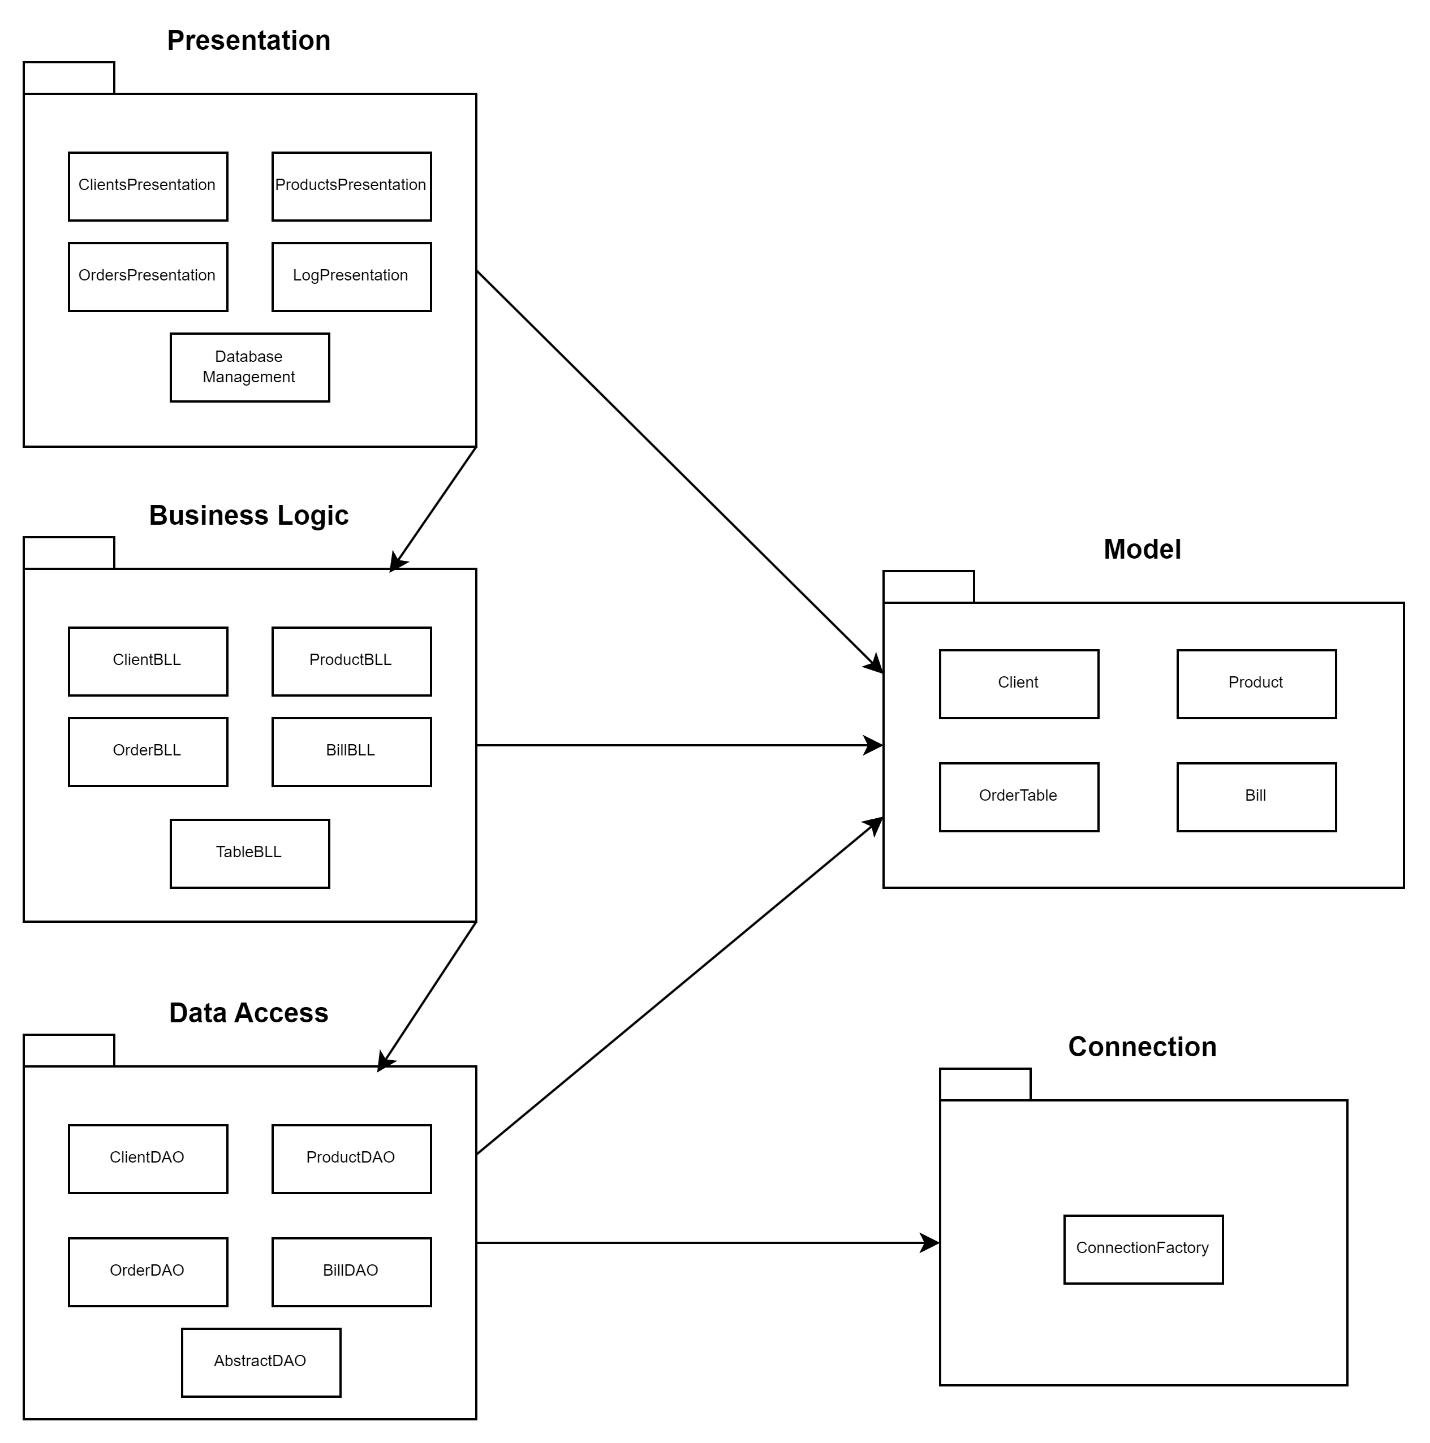 Presentation
ClientsPresentation
ProductsPresentation
OrdersPresentation
LogPresentation
Database
Management
Business Logic
ClientBLL
ProductBLL
OrderBLL
BillBLL
TableBLL
Data Access
ClientDAO
ProductDAO
OrderDAO
BillDAO
AbstractDAO
Model
Client
Product
OrderTable
Bill
Connection
ConnectionFactory